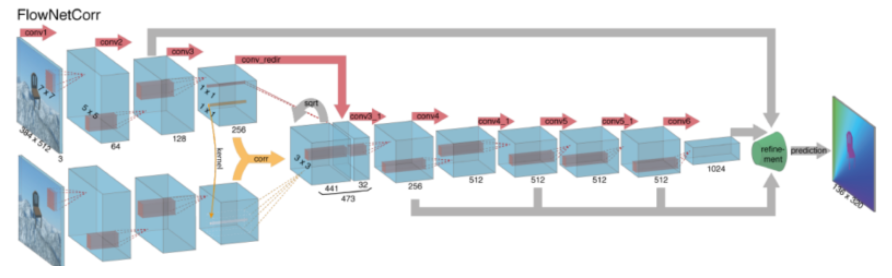 FlowNetCorr
conv1
conv2
conv3
conv_redir
conv3_1
conv4
conv4_1
conv5
conv5_1
conv6
7 x 7
5 x 5
1 x 1
1 x 1
sqrt
3 x 3
kernel
corr
384 x 512
3
64
128
256
441
32
473
256
512
512
512
512
1024
refine-
ment
prediction
136 x 320